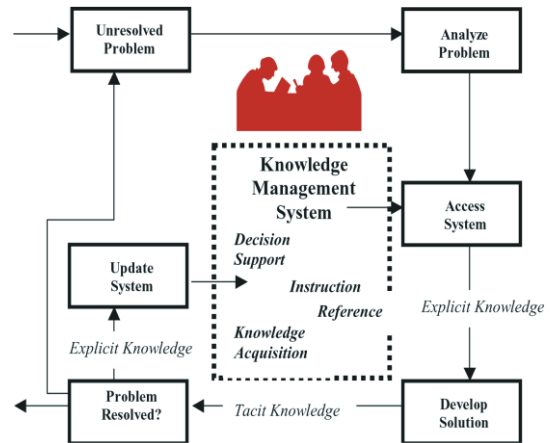 Unresolved
Problem
Analyze
Problem
Knowledge
Management
System
Access
System
Decision
Support
Update
System
Instruction
Reference
Explicit Knowledge
Explicit Knowledge
Knowledge
Acquisition
Problem
Resolved?
Tacit Knowledge
Develop
Solution